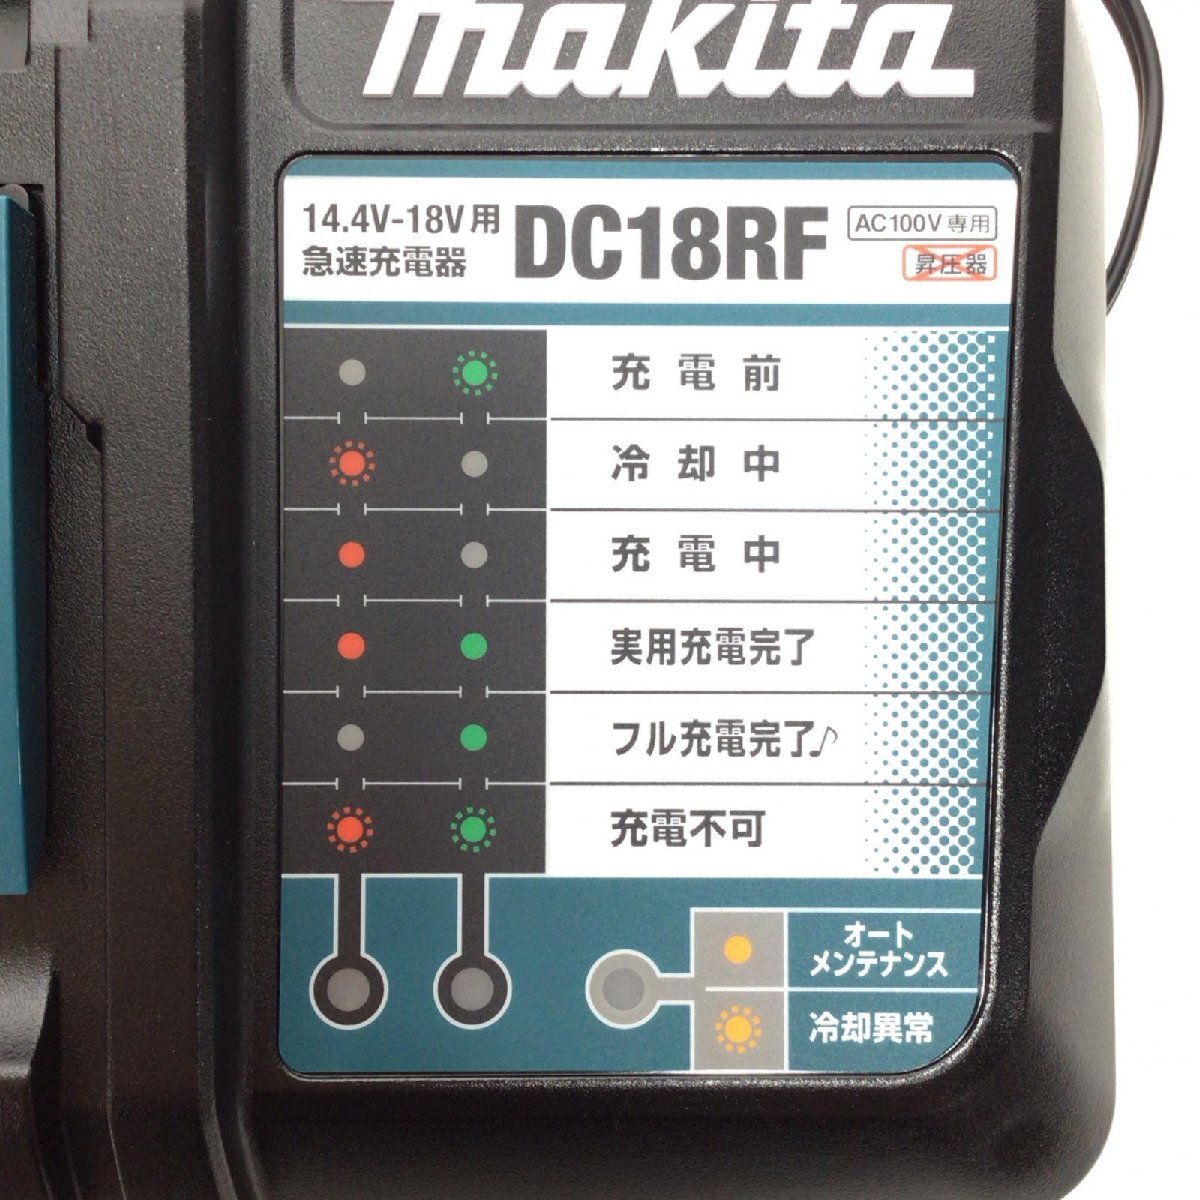 makita
14.4V-18V用
急速充電器
DC18RF
AC100V専用
昇圧器
充電前
冷却中
充電中
実用充電完了
フル充電完了♪
充電不可
オート
メンテナンス
冷却異常